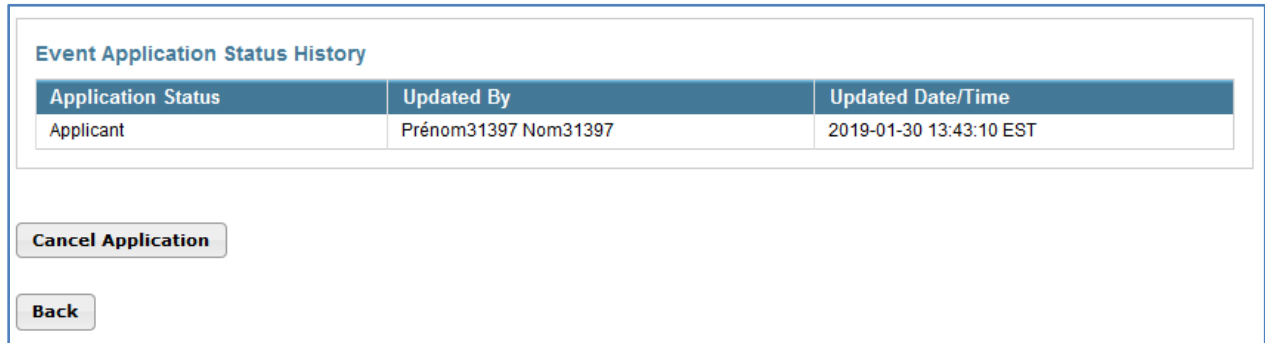 Event Application Status History
Application Status Updated By Updated Date/Time
Applicant Prénom31397 Nom31397 2019-01-30 13:43:10 EST
Cancel Application
Back